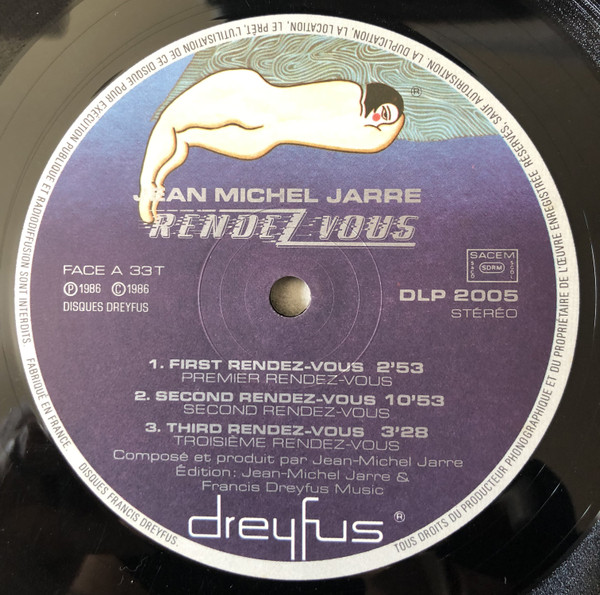 SAUF AUTORISATION, LA DUPLICATION, LA LOCATION, LE PRÊT, L'UTILISATION DE CE DISQUE POUR EXÉCUTION PUBLIQUE ET RADIODIFFUSION SONT INTERDITS
FABRIQUÉ EN FRANCE.
DISQUES FRANCIS DREYFUS.
TOUS DROITS DU PRODUCTEUR PHONOGRAPHIQUE ET DU PROPRIÉTAIRE DE L'ŒUVRE ENREGISTRÉE RÉSERVÉS,
®
JEAN MICHEL JARRE
RENDEZ VOUS
FACE A 33T
Ⓟ1986 ©1986
DISQUES DREYFUS
SACEM
SDRM
DLP 2005
STÉRÉO
1. FIRST RENDEZ-VOUS 2'53
PREMIER RENDEZ-VOUS
2. SECOND RENDEZ-VOUS 10'53
SECOND RENDEZ-VOUS
3. THIRD RENDEZ-VOUS 3'28
TROISIÈME RENDEZ-VOUS
Composé et produit par Jean-Michel Jarre
Édition: Jean-Michel Jarre &
Francis Dreyfus Music
dreyfus ®